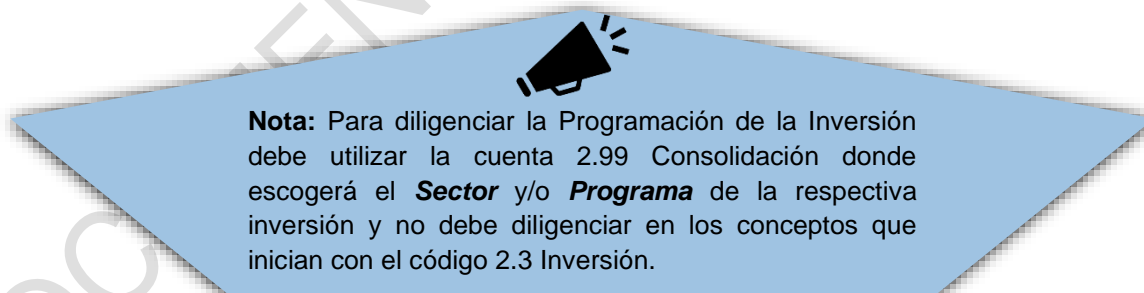 Nota: Para diligenciar la Programación de la Inversión
debe utilizar la cuenta 2.99 Consolidación donde
escogerá el Sector y/o Programa de la respectiva
inversión y no debe diligenciar en los conceptos que
inician con el código 2.3 Inversión.